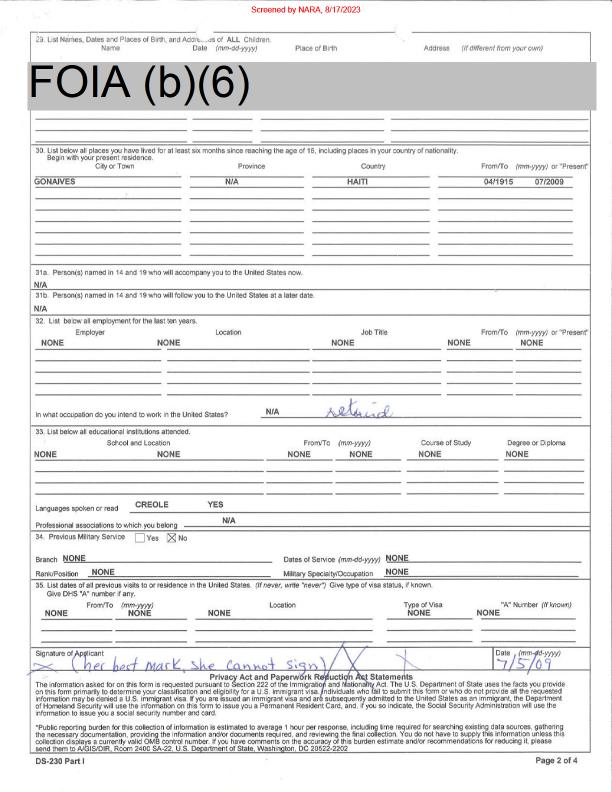 Screened by NARA, 8/17/2023
29. List Names, Dates and Places of Birth, and Addresses of ALL Children.
Name Date (mm-dd-yyyy) Place of Birth Address (If different from your own)
FOIA (b)(6)
30. List below all places you have lived for at least six months since reaching the age of 16, including places in your country of nationality.
Begin with your present residence.
City or Town Province Country From/To (mm-yyyy) or "Present"
GONAIVES N/A HAITI 04/1915 07/2009
31a. Person(s) named in 14 and 19 who will accompany you to the United States now.
N/A
31b. Person(s) named in 14 and 19 who will follow you to the United States at a later date.
N/A
32. List below all employment for the last ten years.
Employer Location Job Title From/To (mm-yyyy) or "Present"
NONE NONE NONE NONE NONE
In what occupation do you intend to work in the United States? N/A retired
33. List below all educational institutions attended.
School and Location From/To (mm-yyyy) Course of Study Degree or Diploma
NONE NONE NONE NONE NONE NONE
Languages spoken or read CREOLE YES
Professional associations to which you belong N/A
34. Previous Military Service Yes No
Branch NONE Dates of Service (mm-dd-yyyy) NONE
Rank/Position NONE Military Specialty/Occupation NONE
35. List dates of all previous visits to or residence in the United States. (If never, write "never") Give type of visa status, if known.
Give DHS "A" number if any.
From/To (mm-yyyy) Location Type of Visa "A" Number (If known)
NONE NONE NONE NONE NONE
Signature of Applicant Date (mm-dd-yyyy)
X (her best mark, she cannot sign) X X 7/5/09
Privacy Act and Paperwork Reduction Act Statements
The information asked for on this form is requested pursuant to Section 222 of the Immigration and Nationality Act. The U.S. Department of State uses the facts you provide
on this form primarily to determine your classification and eligibility for a U.S. immigrant visa. Individuals who fail to submit this form or who do not provide all the requested
information may be denied a U.S. immigrant visa. If you are issued an immigrant visa and are subsequently admitted to the United States as an immigrant, the Department
of Homeland Security will use the information on this form to issue you a Permanent Resident Card, and, if you so indicate, the Social Security Administration will use the
information to issue you a social security number and card.
*Public reporting burden for this collection of information is estimated to average 1 hour per response, including time required for searching existing data sources, gathering
the necessary documentation, providing the information and/or documents required, and reviewing the final collection. You do not have to supply this information unless this
collection displays a currently valid OMB control number. If you have comments on the accuracy of this burden estimate and/or recommendations for reducing it, please
send them to A/GIS/DIR, Room 2400 SA-22, U.S. Department of State, Washington, DC 20522-2202
DS-230 Part I Page 2 of 4